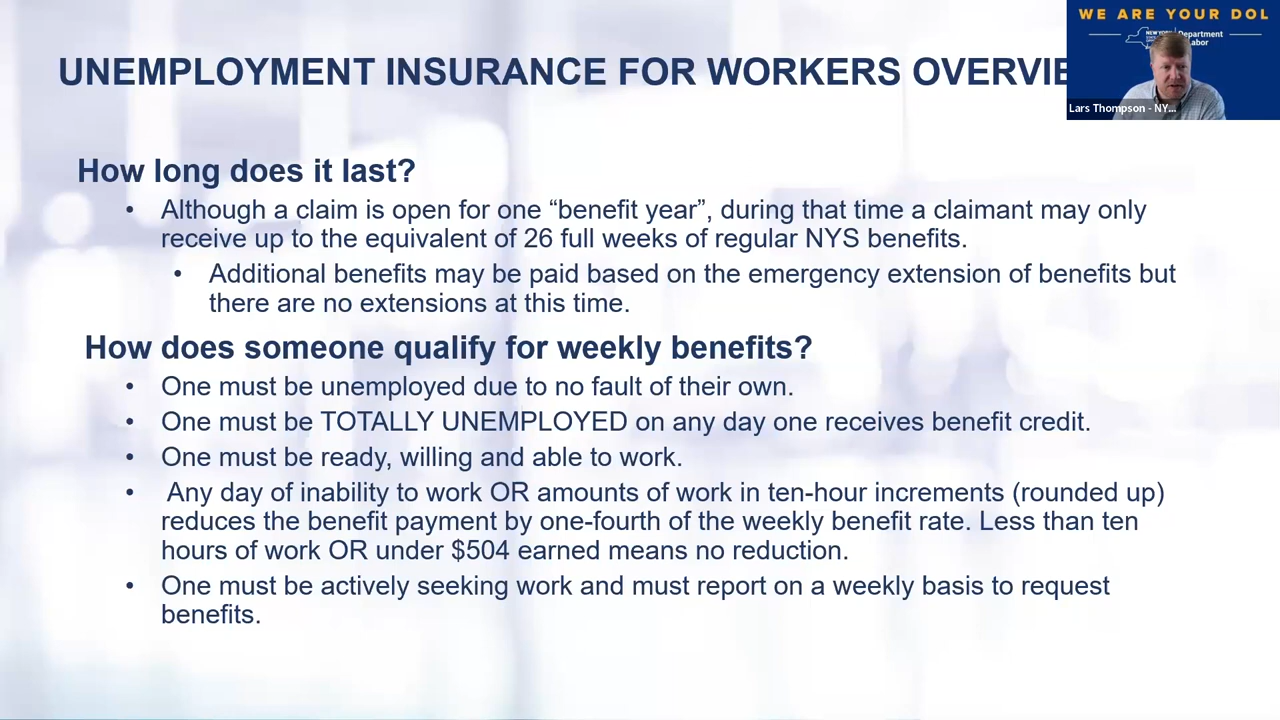 WE ARE YOUR DOL
NEW YORK
Department
Labor
Lars Thompson - NY...
UNEMPLOYMENT INSURANCE FOR WORKERS OVERVIE
How long does it last?
• Although a claim is open for one “benefit year”, during that time a claimant may only
receive up to the equivalent of 26 full weeks of regular NYS benefits.
• Additional benefits may be paid based on the emergency extension of benefits but
there are no extensions at this time.
How does someone qualify for weekly benefits?
• One must be unemployed due to no fault of their own.
• One must be TOTALLY UNEMPLOYED on any day one receives benefit credit.
• One must be ready, willing and able to work.
• Any day of inability to work OR amounts of work in ten-hour increments (rounded up)
reduces the benefit payment by one-fourth of the weekly benefit rate. Less than ten
hours of work OR under $504 earned means no reduction.
• One must be actively seeking work and must report on a weekly basis to request
benefits.